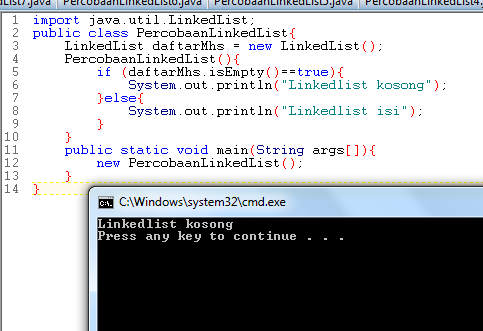 dList7.java PercobaanLinkedList6.java PercobaanLinkedList5.java PercobaanLinkedList4.
1 import java.util.LinkedList;
2 public class PercobaanLinkedList{
3 LinkedList daftarMhs = new LinkedList();
4 PercobaanLinkedList(){
5 if (daftarMhs.isEmpty()==true){
6 System.out.println("Linkedlist kosong");
7 }else{
8 System.out.println("Linkedlist isi");
9 }
10 }
11 public static void main(String args[]){
12 new PercobaanLinkedList();
13 }
14 }
C:\Windows\system32\cmd.exe
Linkedlist kosong
Press any key to continue . . .